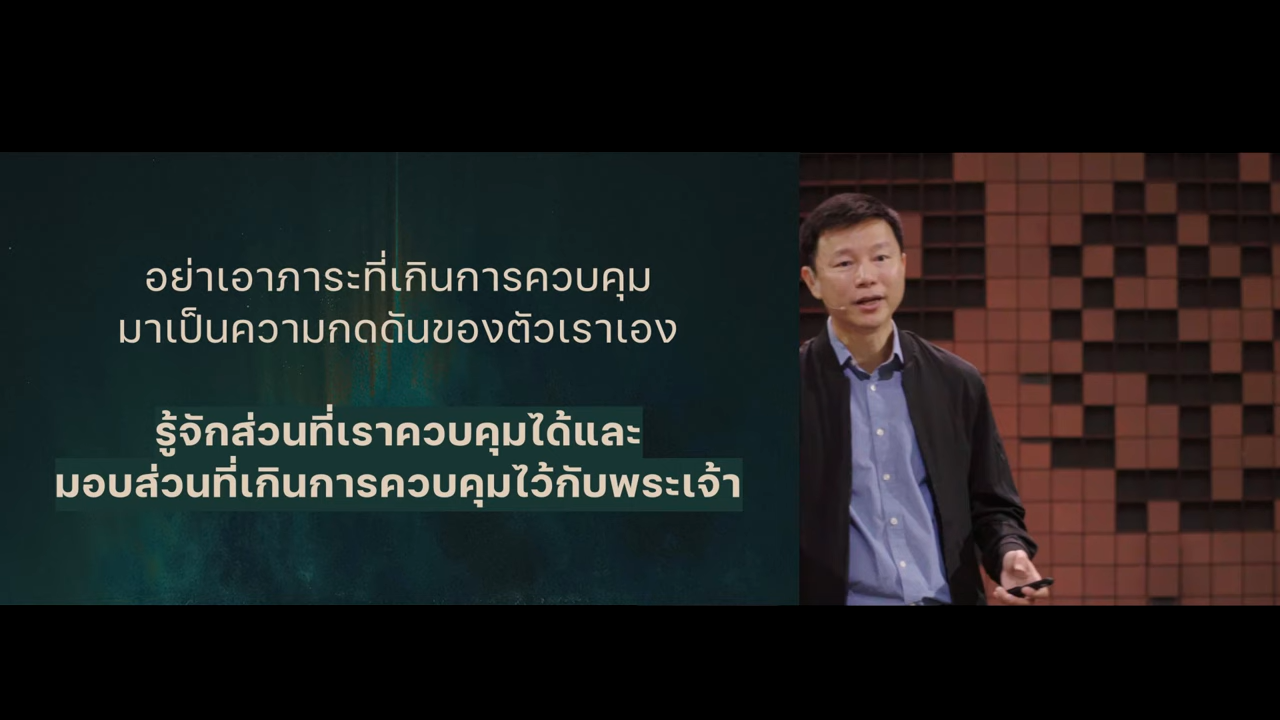 อย่าเอาภาระที่เกินการควบคุม
มาเป็นความกดดันของตัวเราเอง
รู้จักส่วนที่เราควบคุมได้และ
มอบส่วนที่เกินการควบคุมไว้กับพระเจ้า